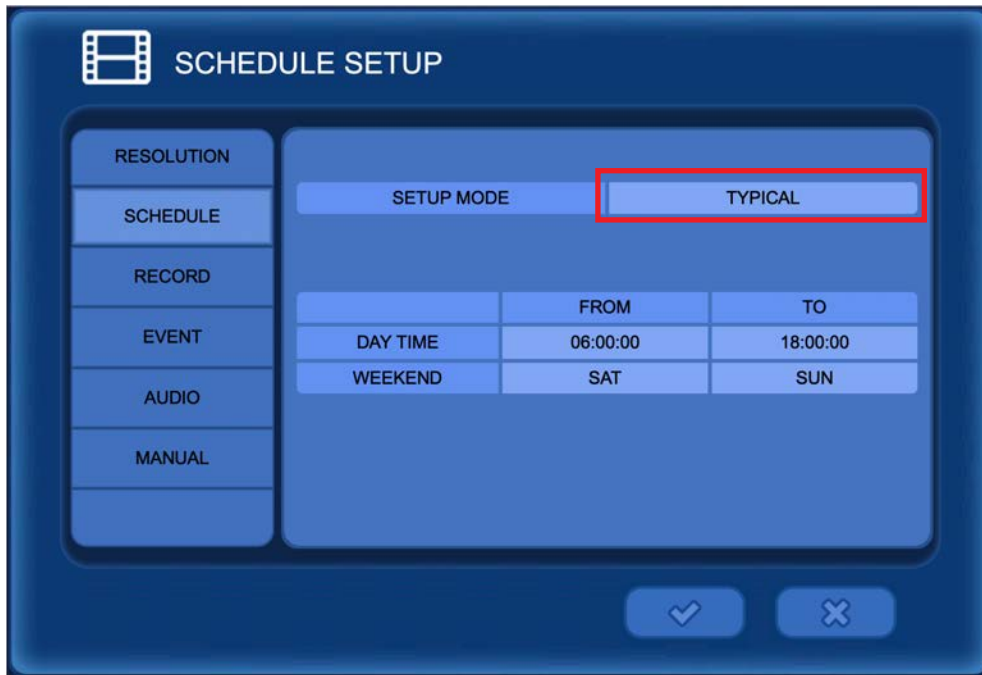 SCHEDULE SETUP
RESOLUTION
SCHEDULE
RECORD
EVENT
AUDIO
MANUAL
SETUP MODE TYPICAL
FROM TO
DAY TIME 06:00:00 18:00:00
WEEKEND SAT SUN